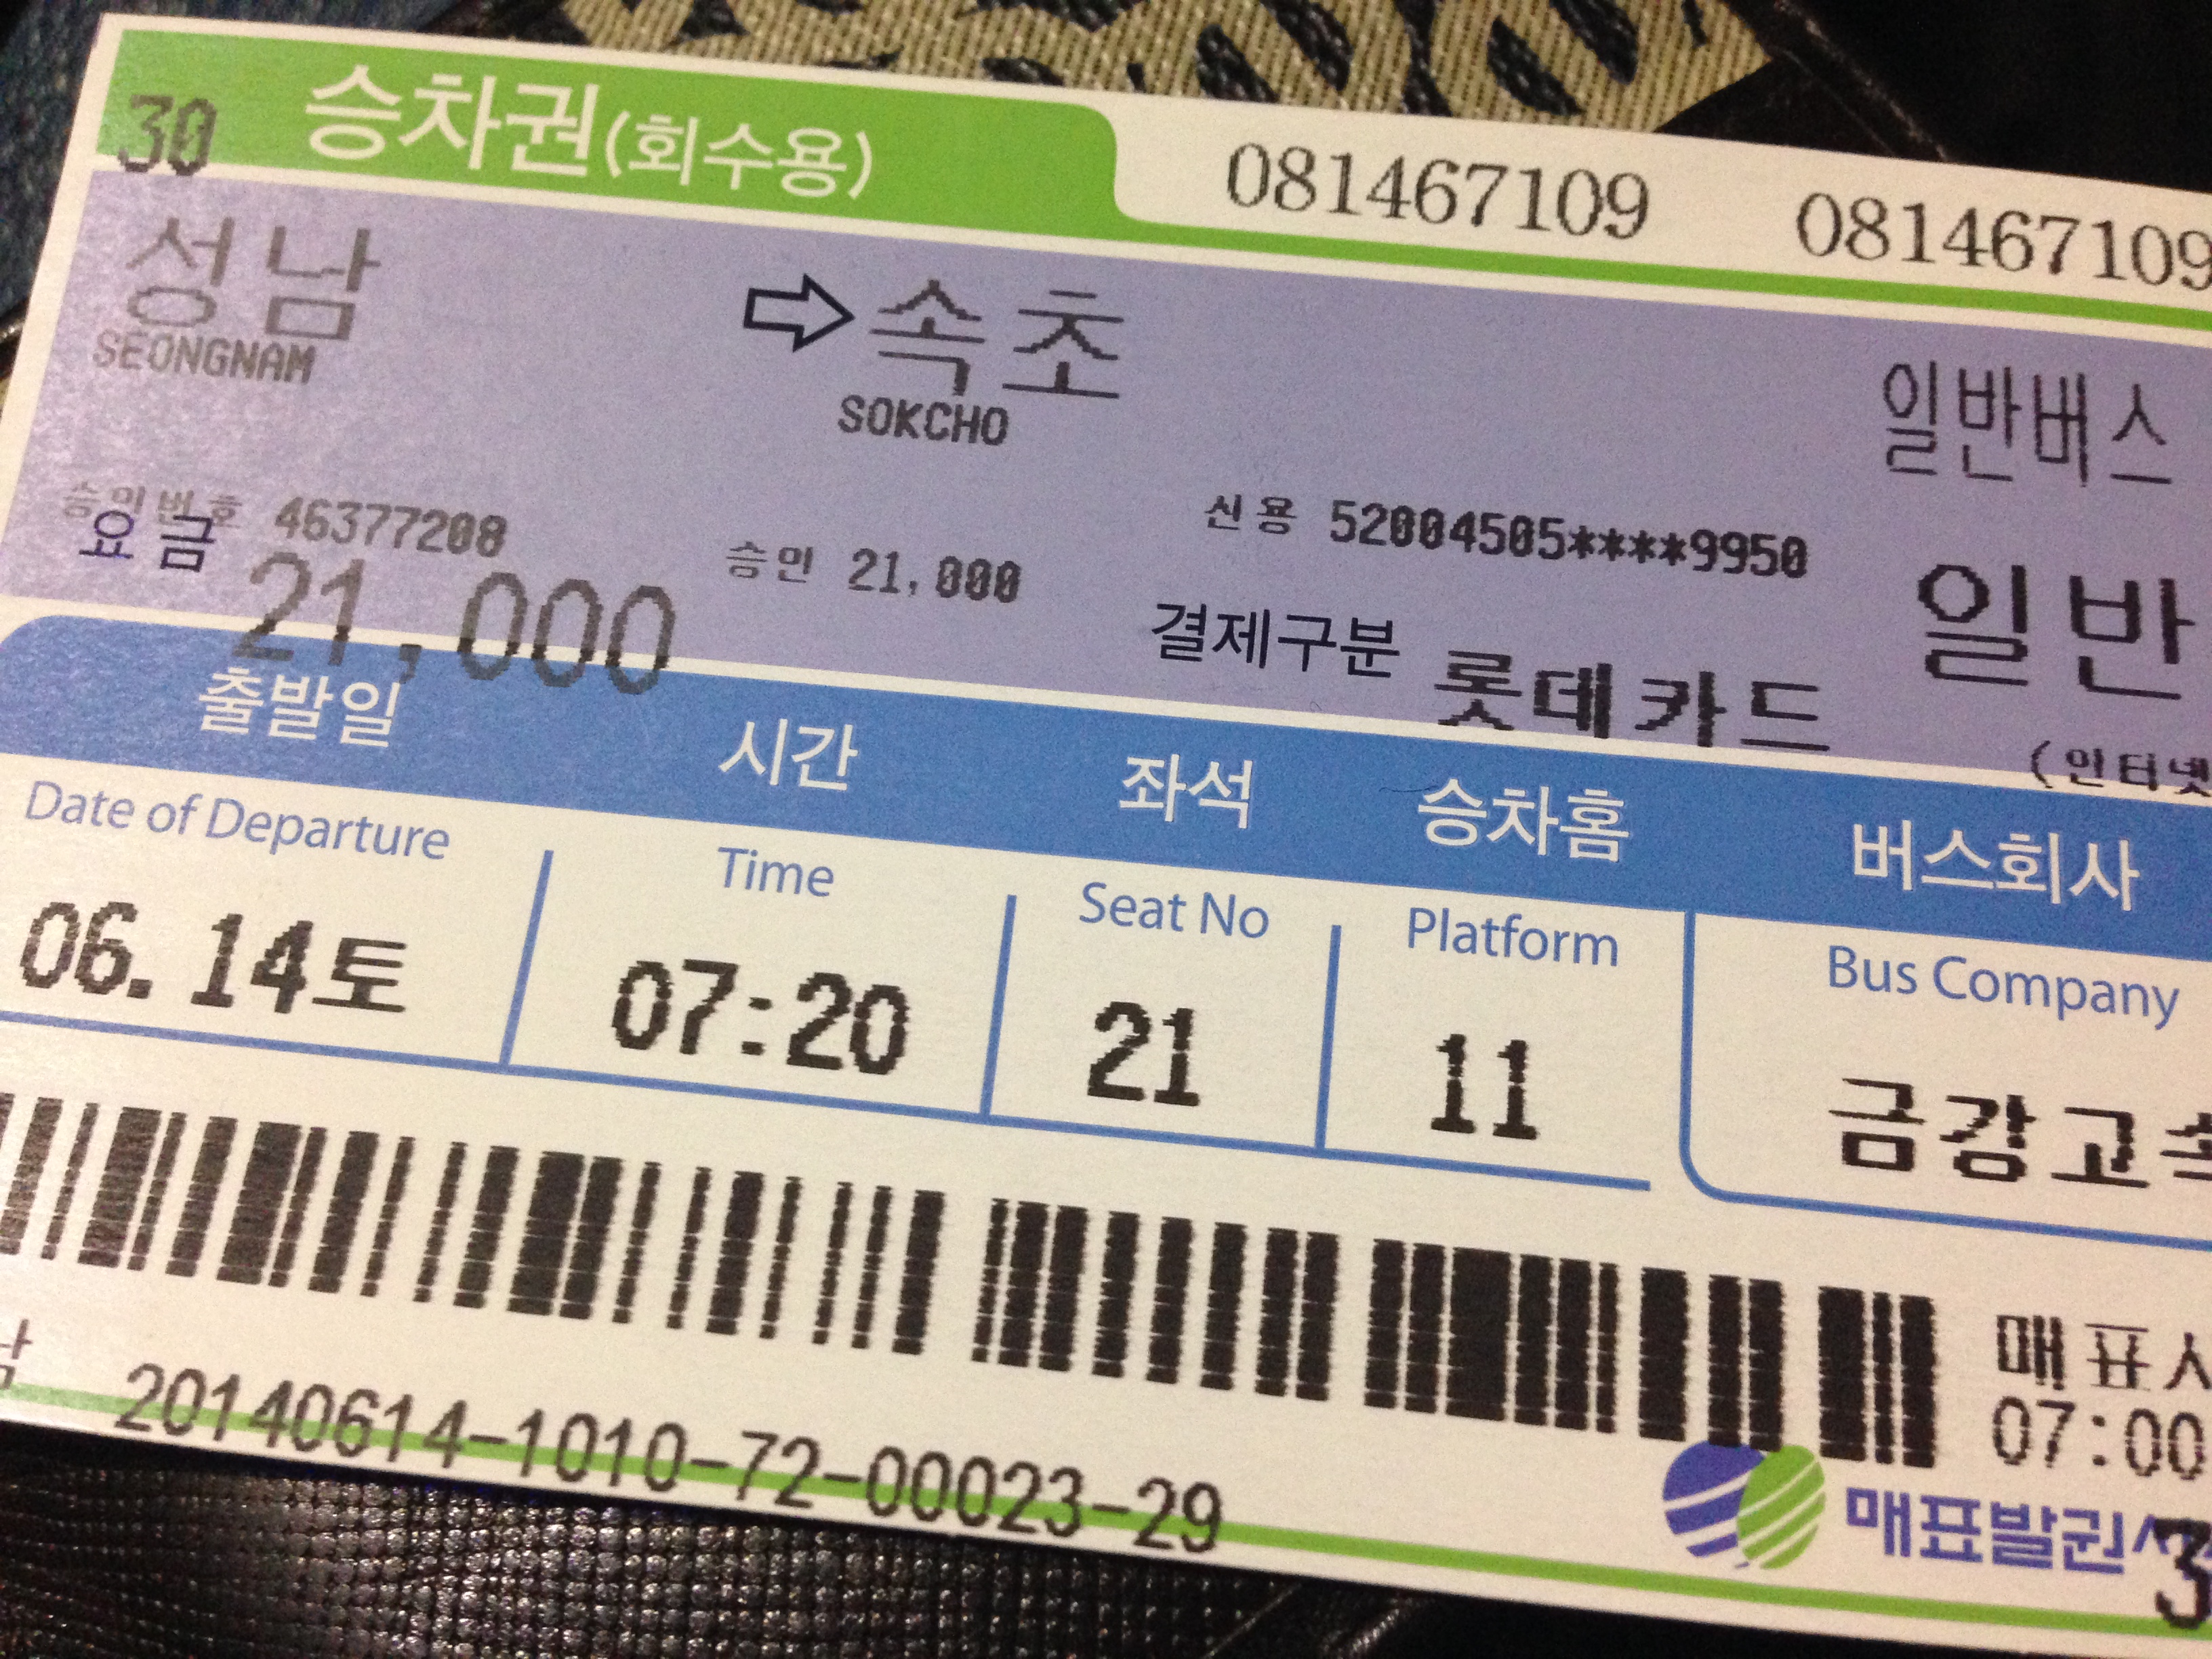 30 승차권(회수용) 081467109 081467109
성남 ⇨ 속초 일반버스
SEONGNAM SOKCHO
승인번호 46377208 승인 21,000 신용 52004505****9950
요금 21,000 결제구분 롯데카드 일반
(인터넷
출발일 시간 좌석 승차홈 버스회사
Date of Departure Time Seat No Platform Bus Company
06.14토 07:20 21 11 금강고속
매표시
07:00
20140614-1010-72-00023-29
매표발권
3